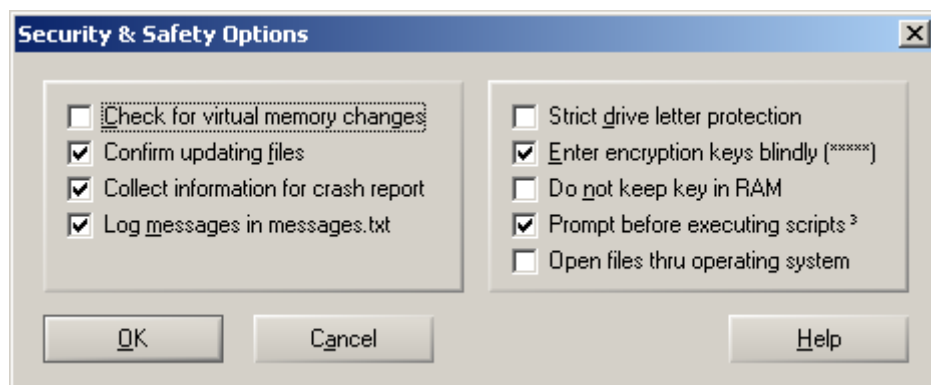 Security & Safety Options
Check for virtual memory changes
Confirm updating files
Collect information for crash report
Log messages in messages.txt
Strict drive letter protection
Enter encryption keys blindly (*****)
Do not keep key in RAM
Prompt before executing scripts ³
Open files thru operating system
OK
Cancel
Help